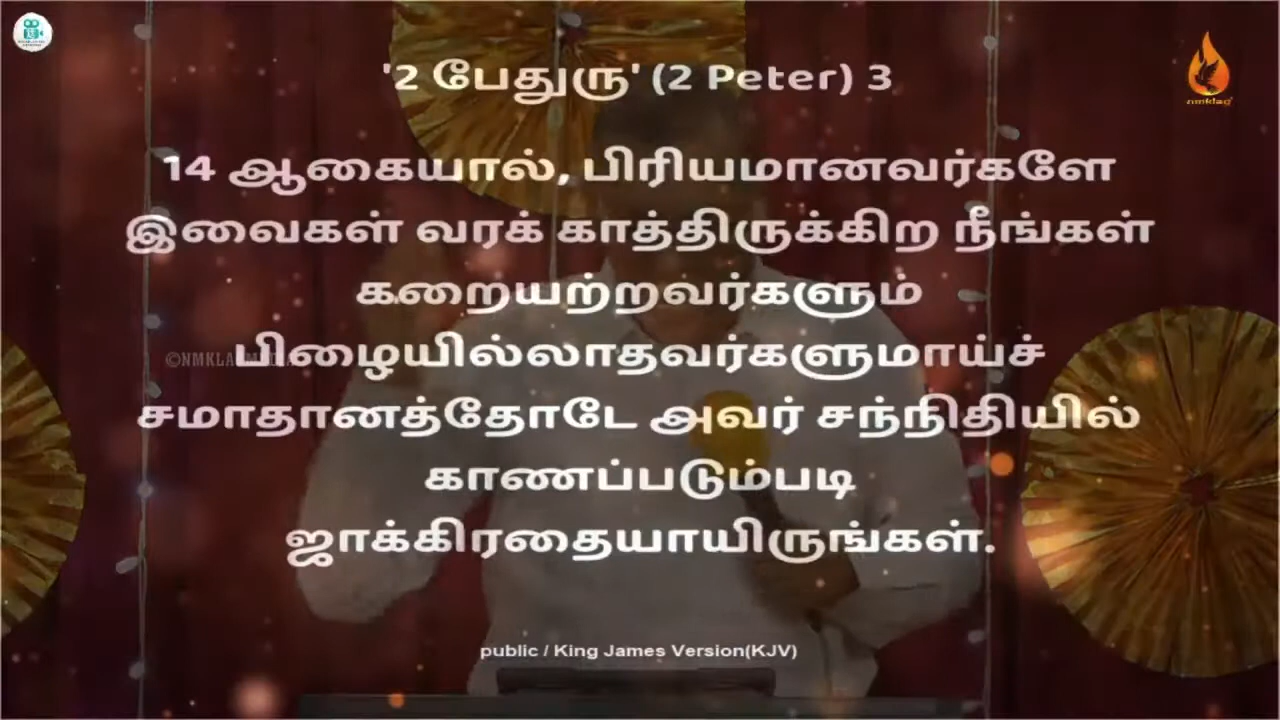 '2 பேதுரு' (2 Peter) 3
14 ஆகையால், பிரியமானவர்களே
இவைகள் வரக் காத்திருக்கிற நீங்கள்
கறையற்றவர்களும்
பிழையில்லாதவர்களுமாய்ச்
சமாதானத்தோடே அவர் சந்நிதியில்
காணப்படும்படி
ஜாக்கிரதையாயிருங்கள்.
public / King James Version(KJV)
nmklag